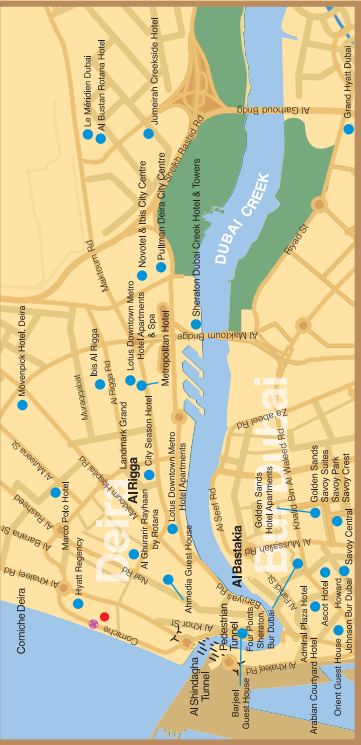 Le Méridien Dubai
Al Bustan Rotana Hotel
Jumeirah Creekside Hotel
Grand Hyatt Dubai
Al Garhoud Bridg
Sheikh Rashid Rd
Maktoum Rd
Novotel & Ibis City Centre
Pullman Deira City Centre
Sheraton Dubai Creek Hotel & Towers
DUBAI CREEK
Riyad St
Mövenpick Hotel, Deira
Ibis Al Rigga
Muraqqabat
Al Rigga Rd
Lotus Downtown Metro
Hotel Apartments
& Spa
Metropolitan Hotel
Al Maktoum Bridge
Landmark Grand
City Season Hotel
Al Rigga
Maktoum Hospital Rd
Al Muteena St
Al Rasheed
Al Barana St
Al Khaleej Rd
Marco Polo Hotel
Deira
Lotus Downtown Metro
Hotel Apartments
Al Ghurair Rayhaan
by Rotana
Naif Rd
Hyatt Regency
Ahmedia Guest House
Corniche Deira
Corniche
Al Khor St
Baniyas Rd
Al Seef Rd
Za'abeel Rd
Bur Dubai
Golden Sands
Hotel Apartments
Khalid Bin Al Waleed Rd
Al Mussalah Rd
Al Fahidi St
Al Bastakia
Golden Sands
Savoy Suites
Savoy Park
Savoy Crest
Savoy Central
Al Shindagha
Tunnel
Pedestrian
Tunnel
Four Points
Sheraton
Bur Dubai
Barjeel
Guest House
Al Khaleej Rd
Admiral Plaza Hotel
Ascot Hotel
Howard
Johnson Bur Dubai
Arabian Courtyard Hotel
Orient Guest House